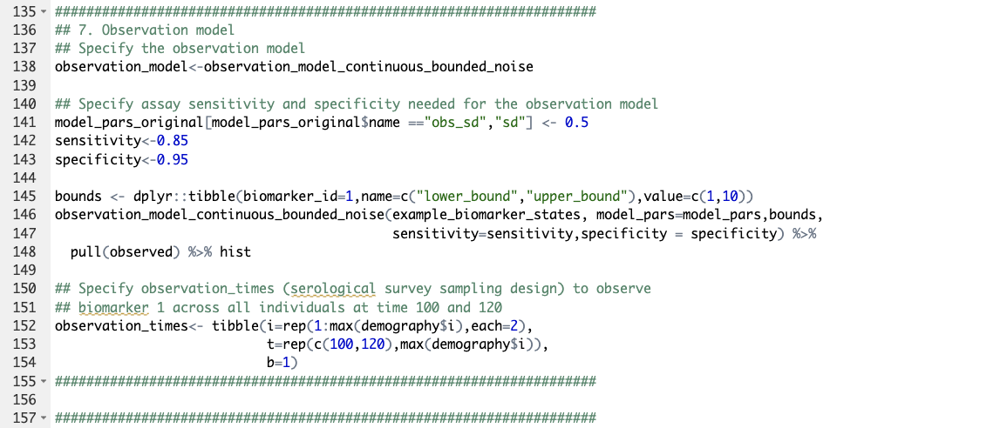 135 ######################################################################
136 ## 7. Observation model
137 ## Specify the observation model
138 observation_model<-observation_model_continuous_bounded_noise
139
140 ## Specify assay sensitivity and specificity needed for the observation model
141 model_pars_original[model_pars_original$name =="obs_sd","sd"] <- 0.5
142 sensitivity<-0.85
143 specificity<-0.95
144
145 bounds <- dplyr::tibble(biomarker_id=1,name=c("lower_bound","upper_bound"),value=c(1,10))
146 observation_model_continuous_bounded_noise(example_biomarker_states, model_pars=model_pars,bounds,
147 sensitivity=sensitivity,specificity = specificity) %>%
148 pull(observed) %>% hist
149
150 ## Specify observation_times (serological survey sampling design) to observe
151 ## biomarker 1 across all individuals at time 100 and 120
152 observation_times<- tibble(i=rep(1:max(demography$i),each=2),
153 t=rep(c(100,120),max(demography$i)),
154 b=1)
155 ######################################################################
156
157 ######################################################################